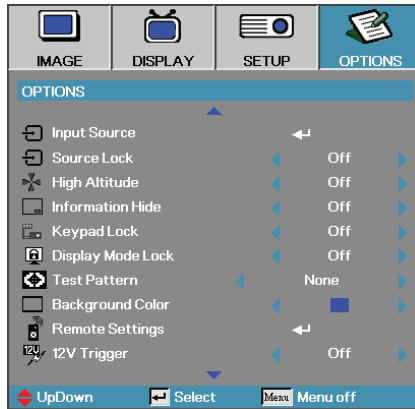 IMAGE DISPLAY SETUP OPTIONS
OPTIONS
Input Source
Source Lock Off
High Altitude Off
Information Hide Off
Keypad Lock Off
Display Mode Lock Off
Test Pattern None
Background Color
Remote Settings
12V 12V Trigger Off
UpDown Select Menu Menu off